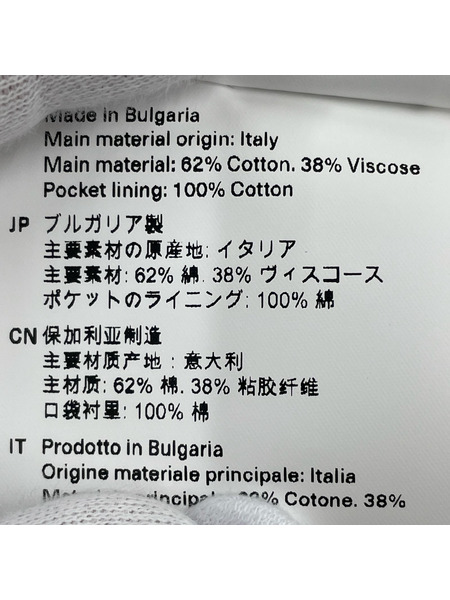 Made in Bulgaria
Main material origin: Italy
Main material: 62% Cotton. 38% Viscose
Pocket lining: 100% Cotton
JP ブルガリア製
主要素材の原産地: イタリア
主要素材: 62% 綿. 38% ヴィスコース
ポケットのライニング: 100% 綿
CN 保加利亚制造
主要材质产地：意大利
主材质: 62% 棉. 38% 粘胶纤维
口袋衬里: 100% 棉
IT Prodotto in Bulgaria
Origine materiale principale: Italia
principale: Cotone. 38%